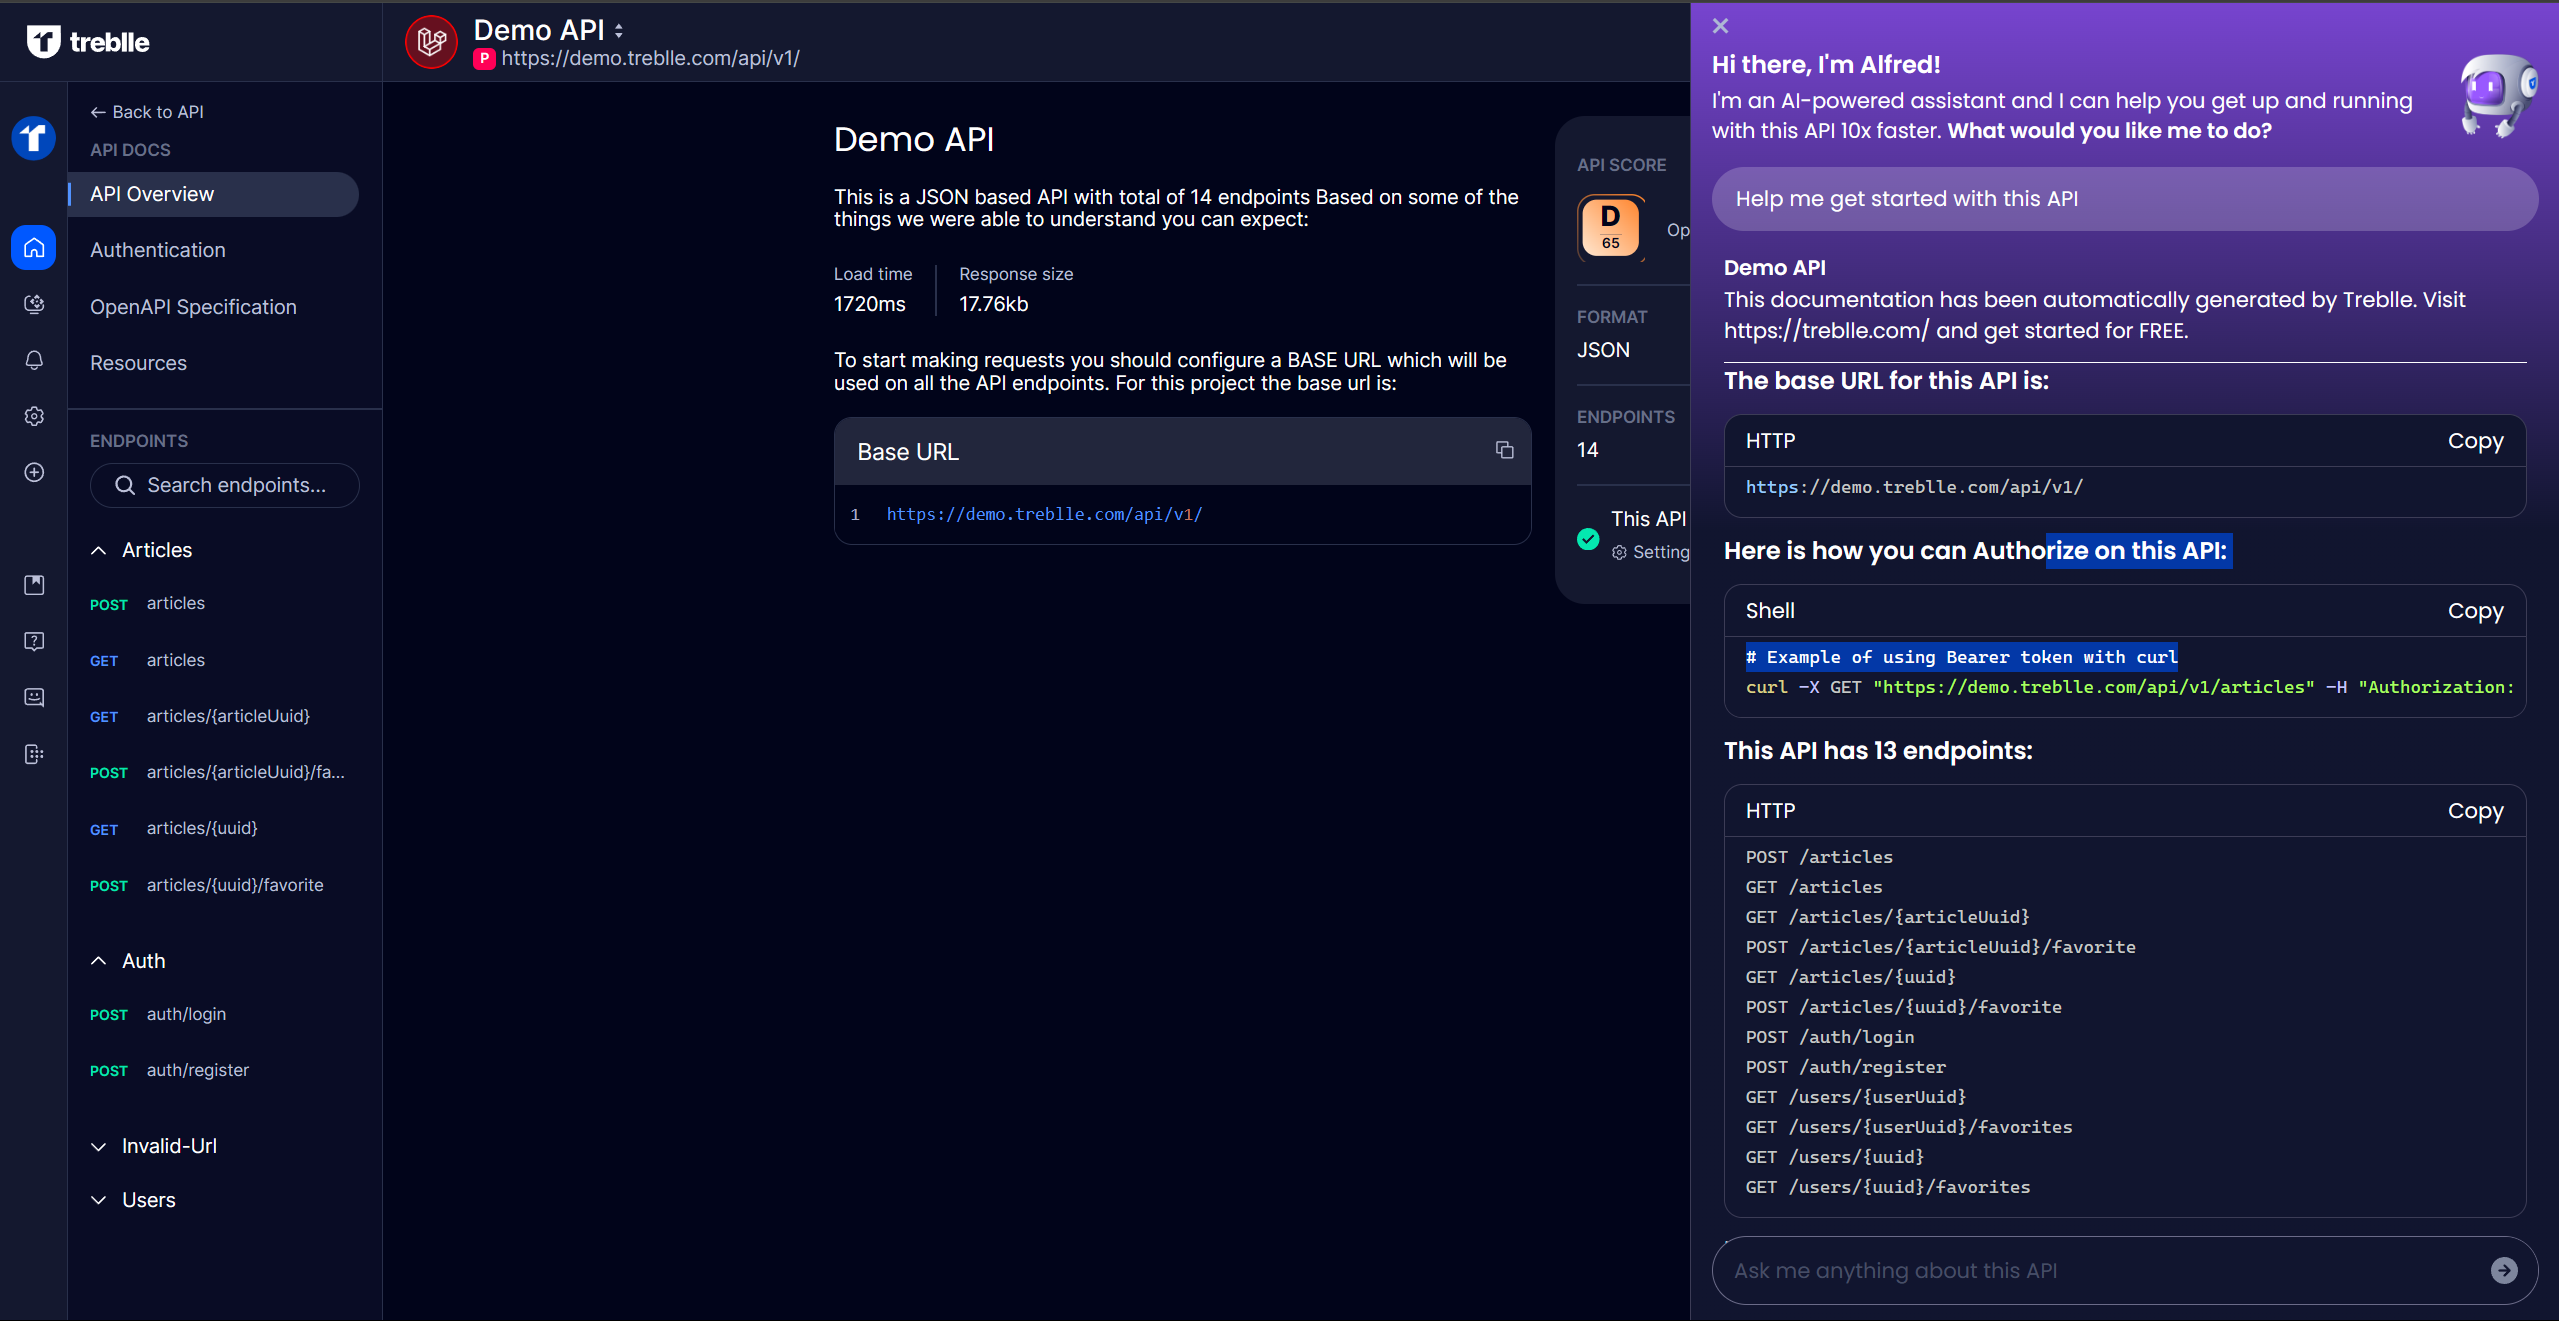 treblle
Demo API
P https://demo.treblle.com/api/v1/
← Back to API
API DOCS
API Overview
Authentication
OpenAPI Specification
Resources
ENDPOINTS
Search endpoints...
Articles
POST articles
GET articles
GET articles/{articleUuid}
POST articles/{articleUuid}/fa...
GET articles/{uuid}
POST articles/{uuid}/favorite
Auth
POST auth/login
POST auth/register
Invalid-Url
Users
Demo API
This is a JSON based API with total of 14 endpoints Based on some of the
things we were able to understand you can expect:
Load time
1720ms
Response size
17.76kb
To start making requests you should configure a BASE URL which will be
used on all the API endpoints. For this project the base url is:
Base URL
1 https://demo.treblle.com/api/v1/
API SCORE
D
65
Op
FORMAT
JSON
ENDPOINTS
14
This API
Setting
Hi there, I'm Alfred!
I'm an AI-powered assistant and I can help you get up and running
with this API 10x faster. What would you like me to do?
Help me get started with this API
Demo API
This documentation has been automatically generated by Treblle. Visit
https://treblle.com/ and get started for FREE.
The base URL for this API is:
HTTP Copy
https://demo.treblle.com/api/v1/
Here is how you can Authorize on this API:
Shell Copy
# Example of using Bearer token with curl
curl -X GET "https://demo.treblle.com/api/v1/articles" -H "Authorization:
This API has 13 endpoints:
HTTP Copy
POST /articles
GET /articles
GET /articles/{articleUuid}
POST /articles/{articleUuid}/favorite
GET /articles/{uuid}
POST /articles/{uuid}/favorite
POST /auth/login
POST /auth/register
GET /users/{userUuid}
GET /users/{userUuid}/favorites
GET /users/{uuid}
GET /users/{uuid}/favorites
Ask me anything about this API